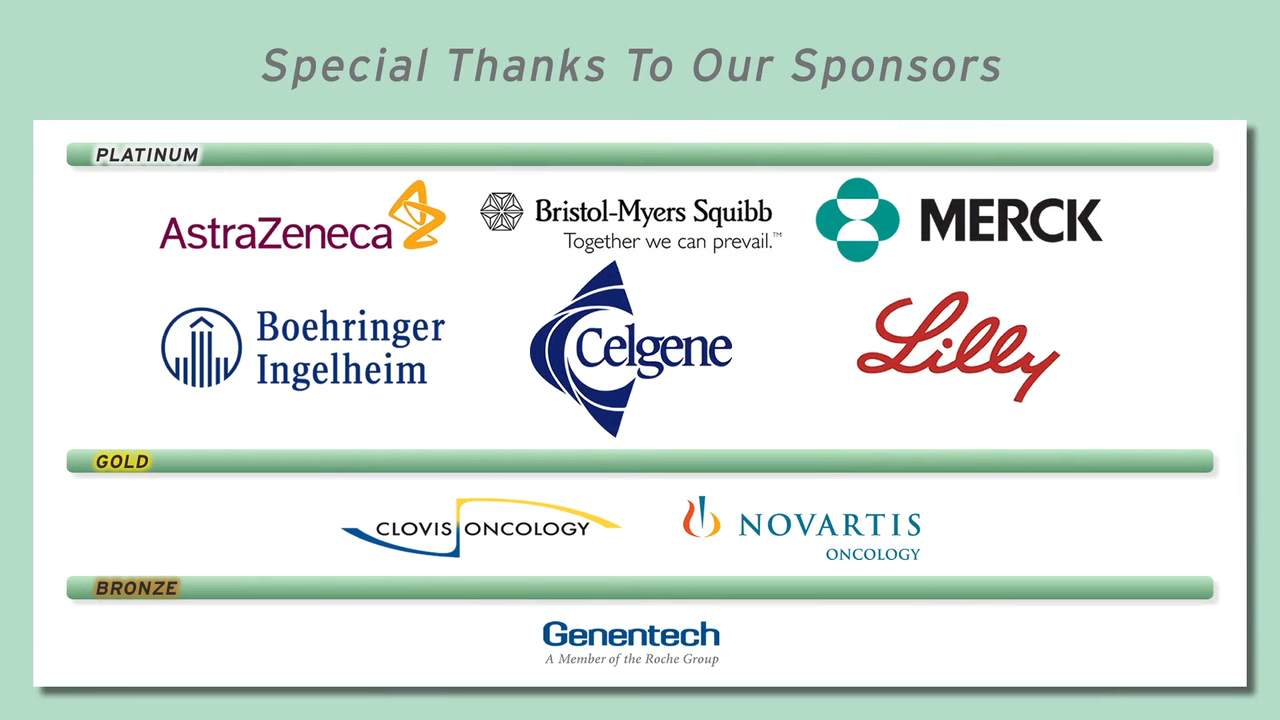 Special Thanks To Our Sponsors
PLATINUM
AstraZeneca
Bristol-Myers Squibb
Together we can prevail.™
MERCK
Boehringer
Ingelheim
Celgene
Lilly
GOLD
CLOVIS ONCOLOGY
NOVARTIS
ONCOLOGY
BRONZE
Genentech
A Member of the Roche Group